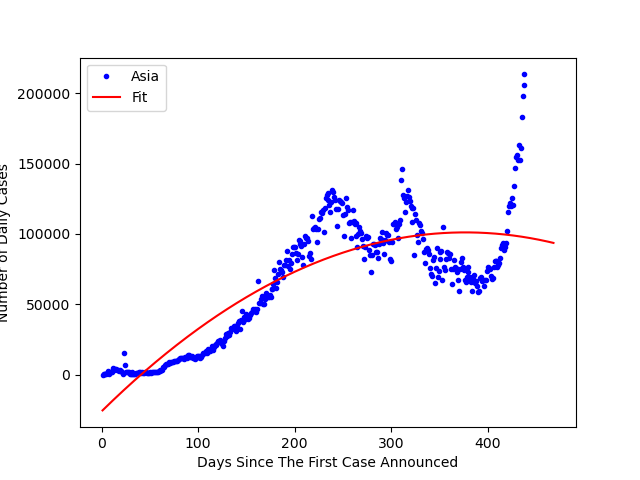 Asia
Fit
200000
150000
100000
50000
0
Number of Daily Cases
0 100 200 300 400
Days Since The First Case Announced